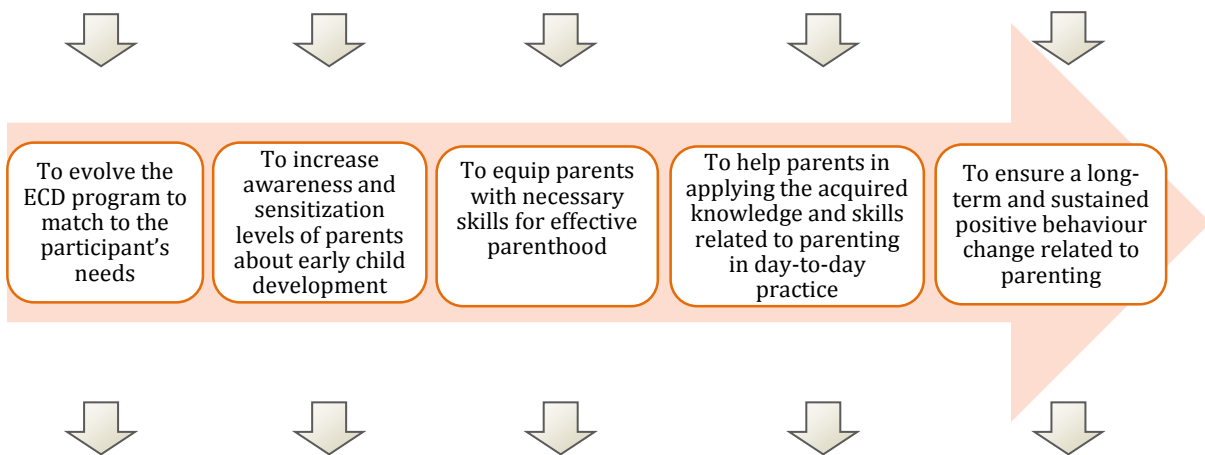 To evolve the
ECD program to
match to the
participant's
needs
To increase
awareness and
sensitization
levels of parents
about early child
development
To equip parents
with necessary
skills for effective
parenthood
To help parents in
applying the acquired
knowledge and skills
related to parenting
in day-to-day
practice
To ensure a long-
term and sustained
positive behaviour
change related to
parenting